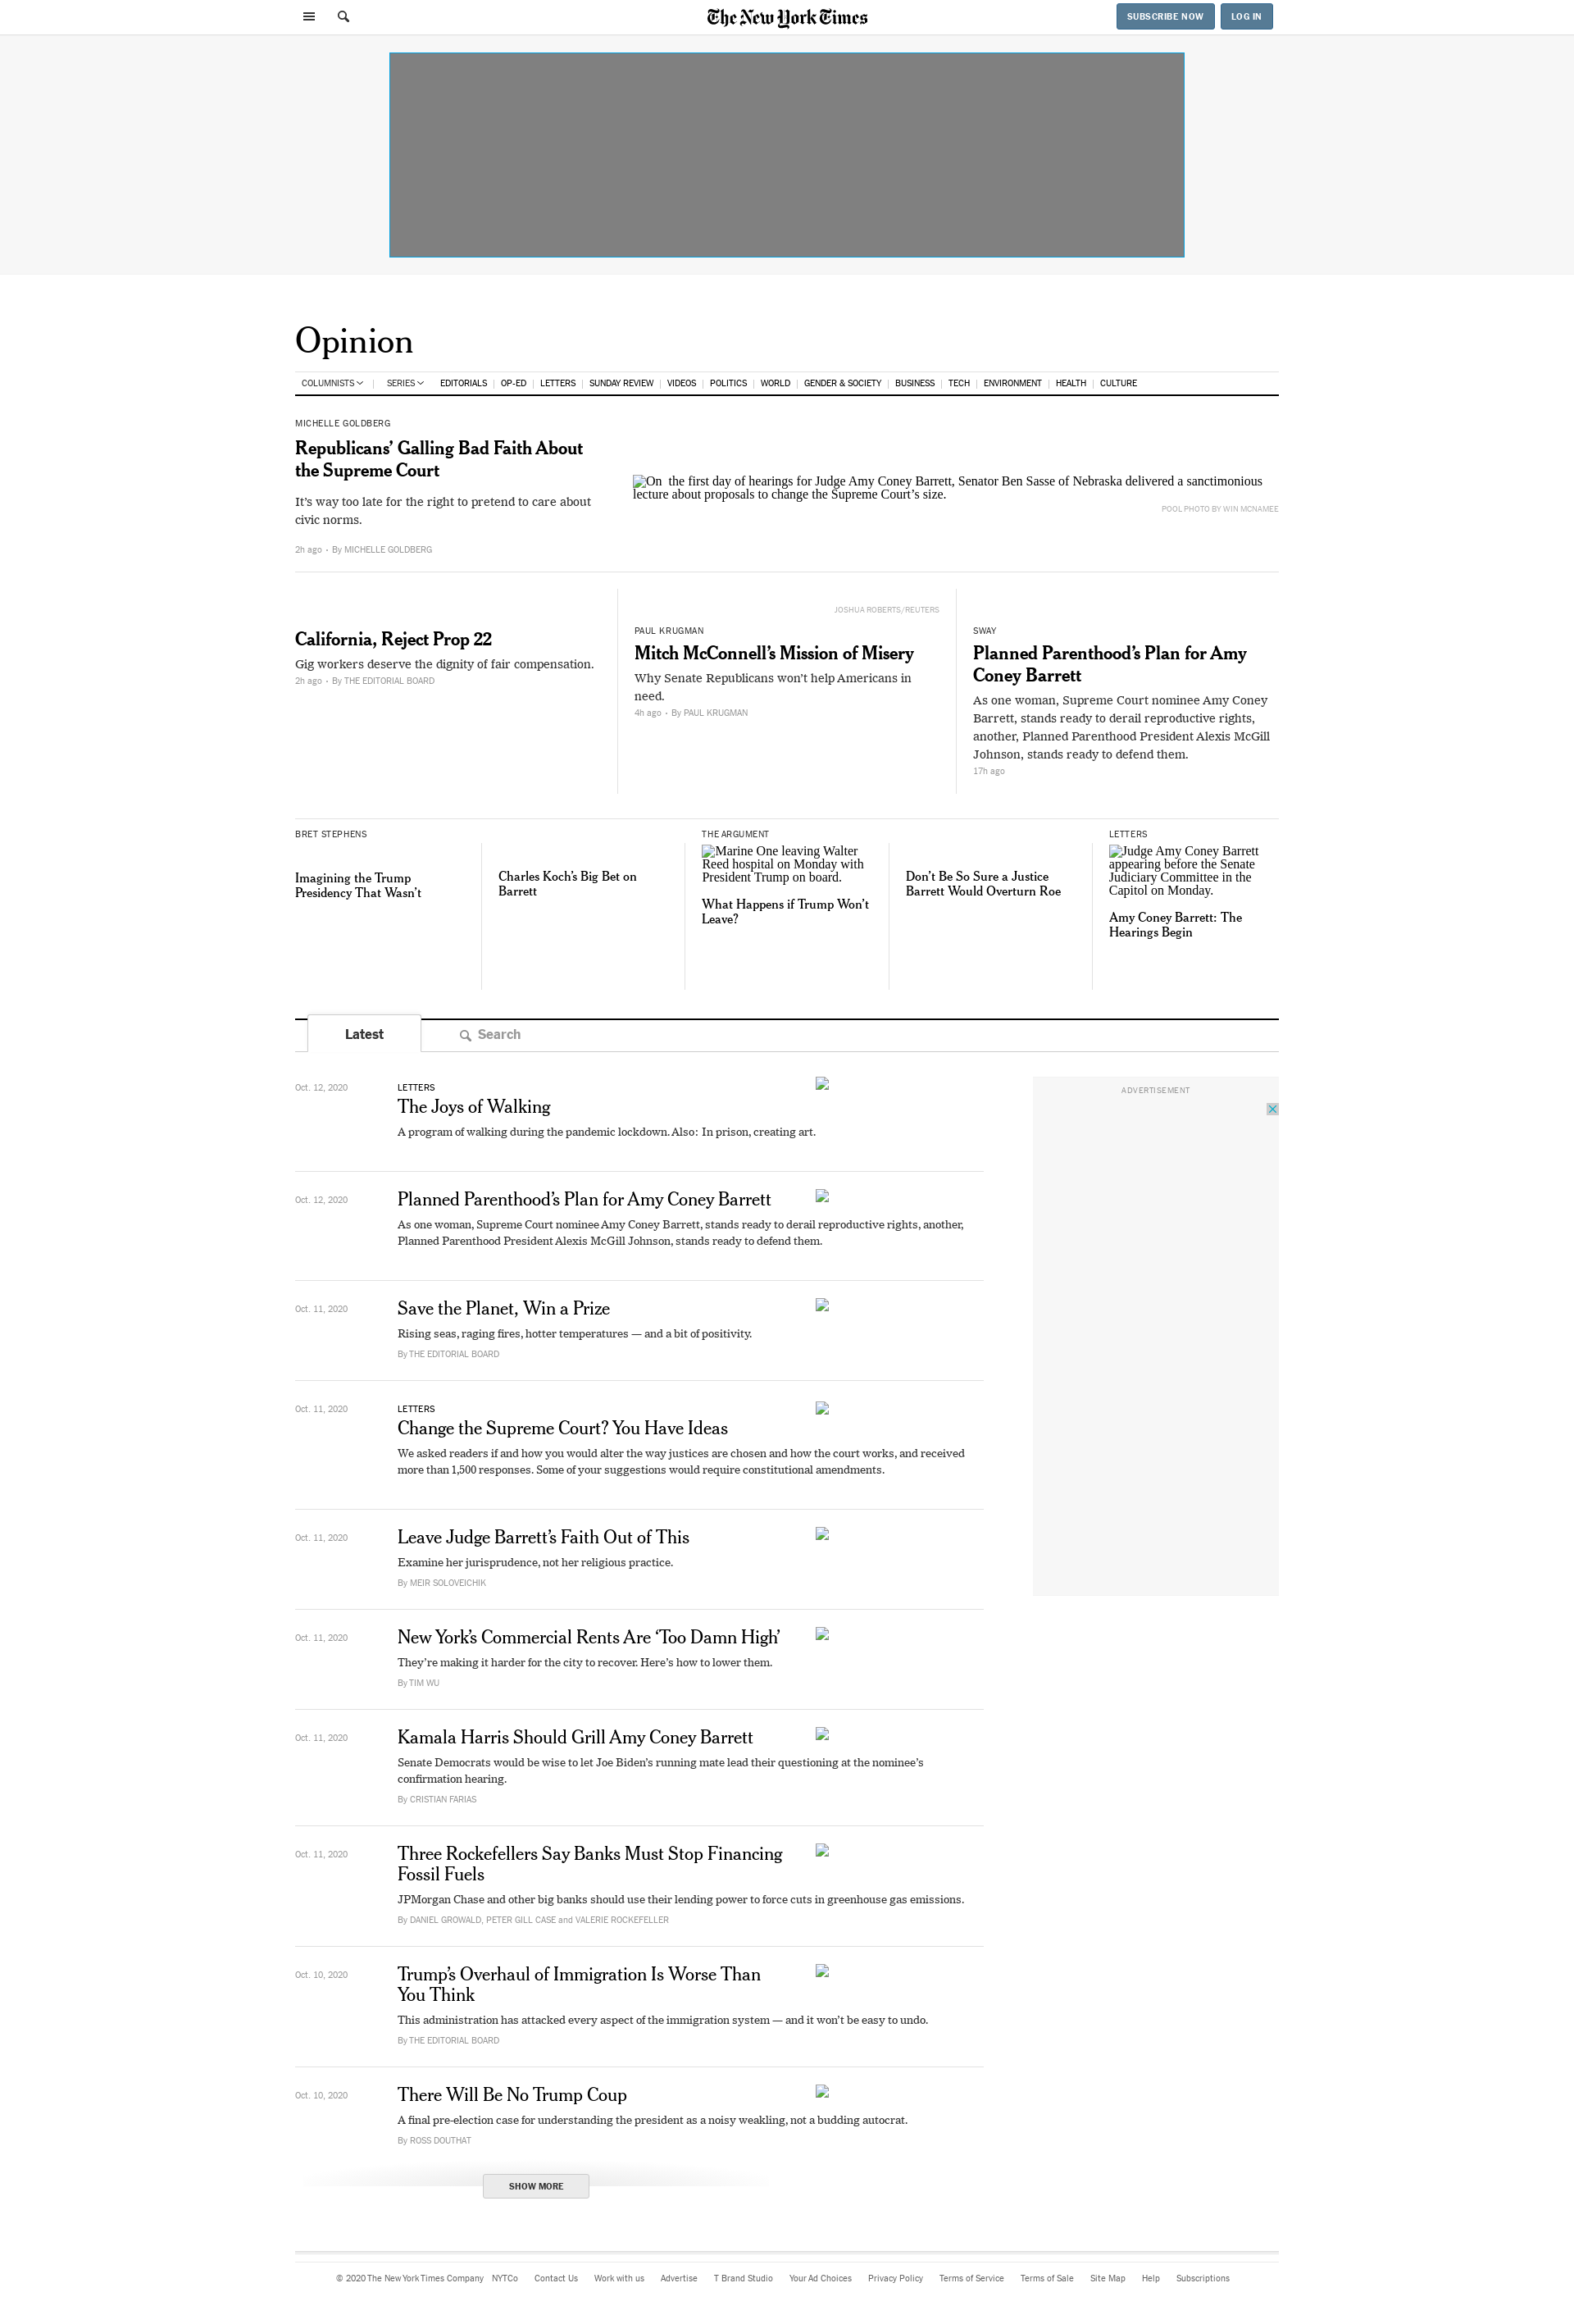 The New York Times
SUBSCRIBE NOW
LOG IN
Opinion
COLUMNISTS
SERIES
EDITORIALS
OP-ED
LETTERS
SUNDAY REVIEW
VIDEOS
POLITICS
WORLD
GENDER & SOCIETY
BUSINESS
TECH
ENVIRONMENT
HEALTH
CULTURE
MICHELLE GOLDBERG
Republicans’ Galling Bad Faith About
the Supreme Court
It’s way too late for the right to pretend to care about
civic norms.
2h ago • By MICHELLE GOLDBERG
On the first day of hearings for Judge Amy Coney Barrett, Senator Ben Sasse of Nebraska delivered a sanctimonious
lecture about proposals to change the Supreme Court’s size.
POOL PHOTO BY WIN MCNAMEE
California, Reject Prop 22
Gig workers deserve the dignity of fair compensation.
2h ago • By THE EDITORIAL BOARD
JOSHUA ROBERTS/REUTERS
PAUL KRUGMAN
Mitch McConnell’s Mission of Misery
Why Senate Republicans won’t help Americans in
need.
4h ago • By PAUL KRUGMAN
SWAY
Planned Parenthood’s Plan for Amy
Coney Barrett
As one woman, Supreme Court nominee Amy Coney
Barrett, stands ready to derail reproductive rights,
another, Planned Parenthood President Alexis McGill
Johnson, stands ready to defend them.
17h ago
BRET STEPHENS
Imagining the Trump
Presidency That Wasn’t
Charles Koch’s Big Bet on
Barrett
THE ARGUMENT
Marine One leaving Walter
Reed hospital on Monday with
President Trump on board.
What Happens if Trump Won’t
Leave?
Don’t Be So Sure a Justice
Barrett Would Overturn Roe
LETTERS
Judge Amy Coney Barrett
appearing before the Senate
Judiciary Committee in the
Capitol on Monday.
Amy Coney Barrett: The
Hearings Begin
Latest
Search
ADVERTISEMENT
Oct. 12, 2020
LETTERS
The Joys of Walking
A program of walking during the pandemic lockdown. Also: In prison, creating art.
Oct. 12, 2020
Planned Parenthood’s Plan for Amy Coney Barrett
As one woman, Supreme Court nominee Amy Coney Barrett, stands ready to derail reproductive rights, another,
Planned Parenthood President Alexis McGill Johnson, stands ready to defend them.
Oct. 11, 2020
Save the Planet, Win a Prize
Rising seas, raging fires, hotter temperatures — and a bit of positivity.
By THE EDITORIAL BOARD
Oct. 11, 2020
LETTERS
Change the Supreme Court? You Have Ideas
We asked readers if and how you would alter the way justices are chosen and how the court works, and received
more than 1,500 responses. Some of your suggestions would require constitutional amendments.
Oct. 11, 2020
Leave Judge Barrett’s Faith Out of This
Examine her jurisprudence, not her religious practice.
By MEIR SOLOVEICHIK
Oct. 11, 2020
New York’s Commercial Rents Are ‘Too Damn High’
They’re making it harder for the city to recover. Here’s how to lower them.
By TIM WU
Oct. 11, 2020
Kamala Harris Should Grill Amy Coney Barrett
Senate Democrats would be wise to let Joe Biden’s running mate lead their questioning at the nominee’s
confirmation hearing.
By CRISTIAN FARIAS
Oct. 11, 2020
Three Rockefellers Say Banks Must Stop Financing
Fossil Fuels
JPMorgan Chase and other big banks should use their lending power to force cuts in greenhouse gas emissions.
By DANIEL GROWALD, PETER GILL CASE and VALERIE ROCKEFELLER
Oct. 10, 2020
Trump’s Overhaul of Immigration Is Worse Than
You Think
This administration has attacked every aspect of the immigration system — and it won’t be easy to undo.
By THE EDITORIAL BOARD
Oct. 10, 2020
There Will Be No Trump Coup
A final pre-election case for understanding the president as a noisy weakling, not a budding autocrat.
By ROSS DOUTHAT
SHOW MORE
© 2020 The New York Times Company
NYTCo
Contact Us
Work with us
Advertise
T Brand Studio
Your Ad Choices
Privacy Policy
Terms of Service
Terms of Sale
Site Map
Help
Subscriptions